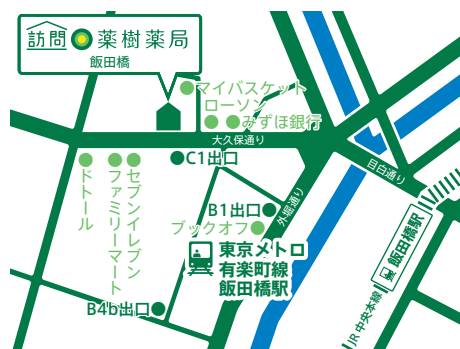 訪問 薬樹薬局
飯田橋
マイバスケット
ローソン
みずほ銀行
大久保通り
C1出口
目白通り
ドトール
ファミリーマート
セブンイレブン
B1出口
外堀通り
ブックオフ
東京メトロ
有楽町線
飯田橋駅
飯田橋駅
JR 中央本線
B4b出口